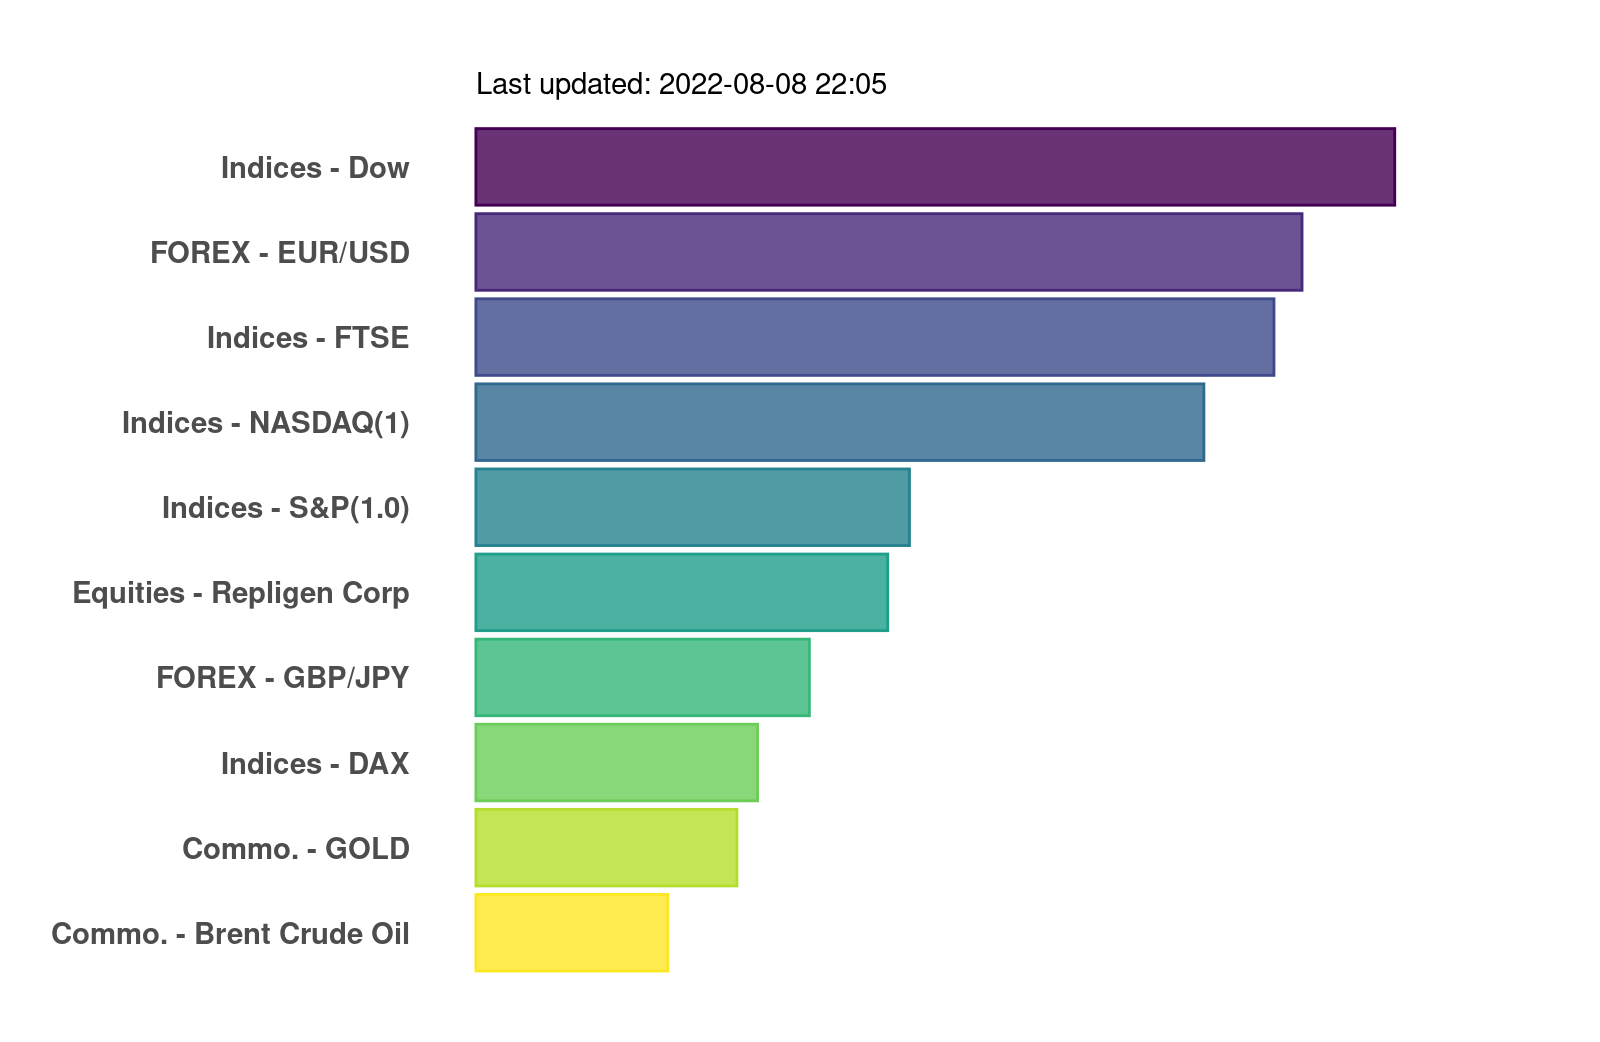 Last updated: 2022-08-08 22:05
Indices - Dow
FOREX - EUR/USD
Indices - FTSE
Indices - NASDAQ(1)
Indices - S&P(1.0)
Equities - Repligen Corp
FOREX - GBP/JPY
Indices - DAX
Commo. - GOLD
Commo. - Brent Crude Oil